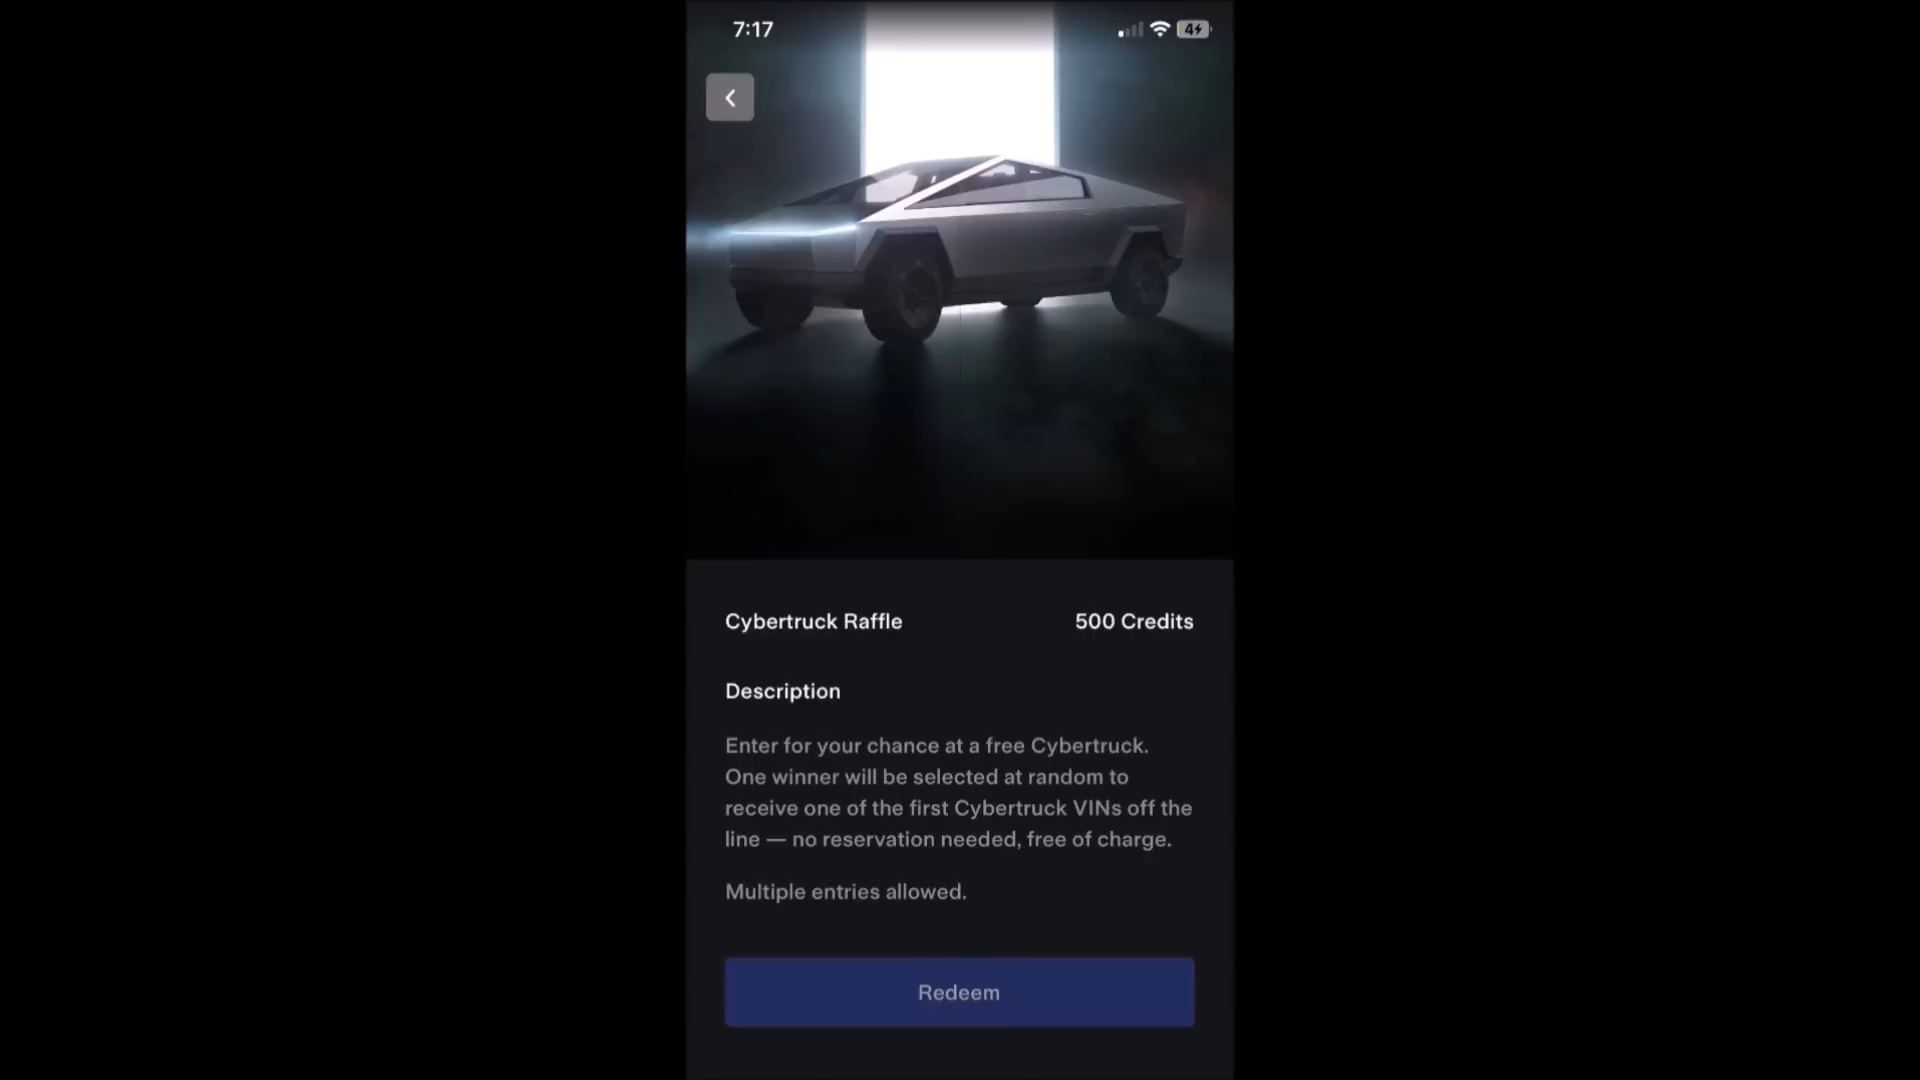 7:17
4
Cybertruck Raffle
500 Credits
Description
Enter for your chance at a free Cybertruck.
One winner will be selected at random to
receive one of the first Cybertruck VINs off the
line — no reservation needed, free of charge.
Multiple entries allowed.
Redeem